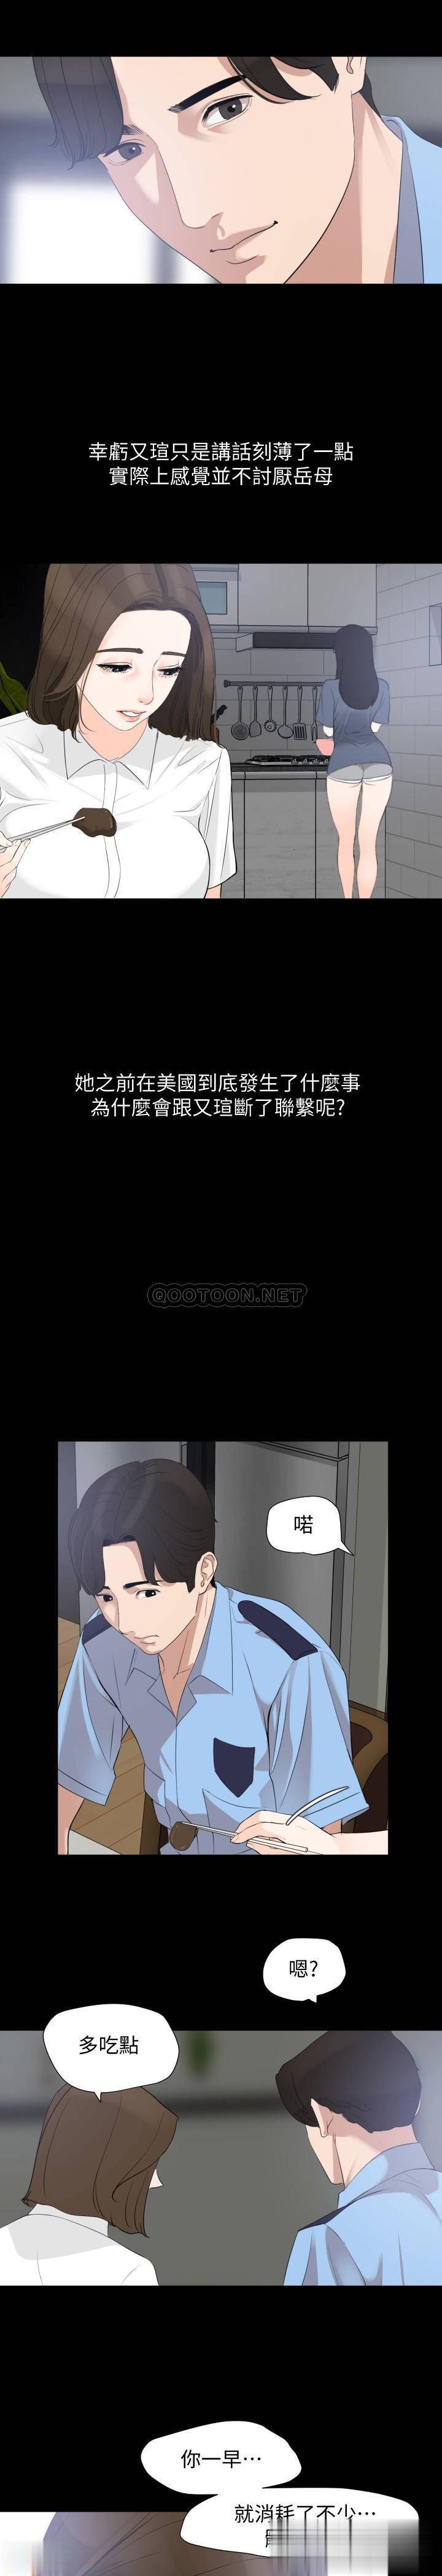 幸虧又瑄只是講話刻薄了一點
實際上感覺並不討厭岳母
她之前在美國到底發生了什麼事
為什麼會跟又瑄斷了聯繫呢?
QOOTOON.NET
喏
嗯?
多吃點
你一早…
就消耗了不少…